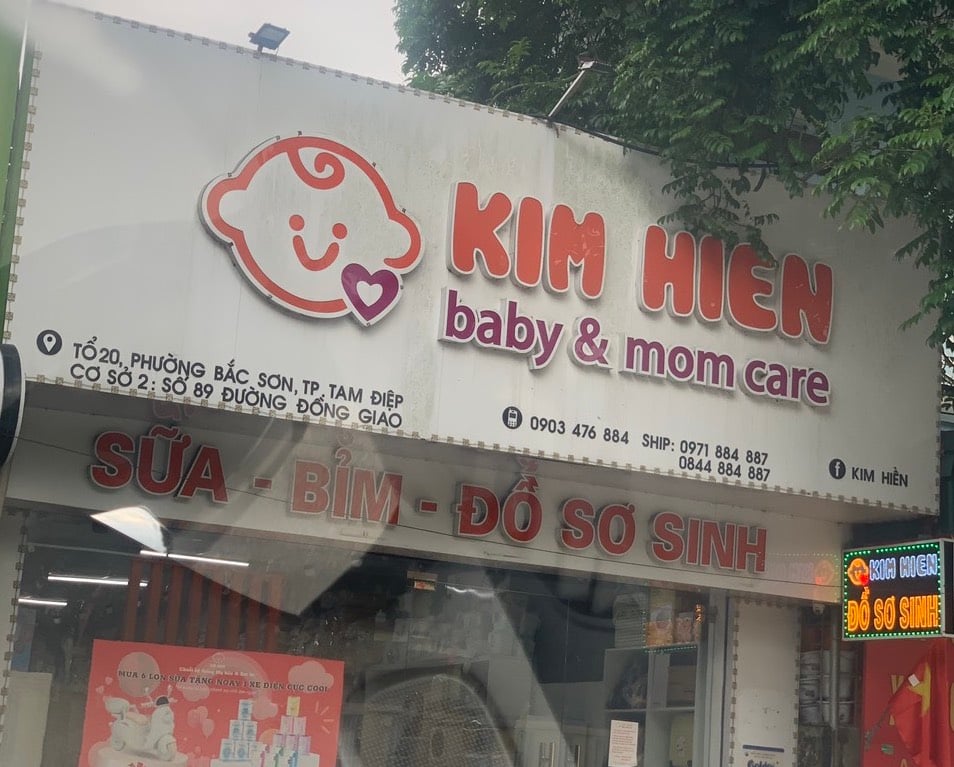 KIM HIEN
baby & mom care
TỔ 20, PHƯỜNG BẮC SƠN, TP. TAM ĐIỆP
CƠ SỞ 2 : SỐ 89 ĐƯỜNG ĐỒNG GIAO
0903 476 884 SHIP: 0971 884 887
0844 884 887
KIM HIỀN
SỮA - BỈM - ĐỒ SƠ SINH
KIM HIEN
ĐỒ SƠ SINH
MUA 6 LON SỮA TẶNG NGAY 1 XE ĐIỆN CỰC COOL